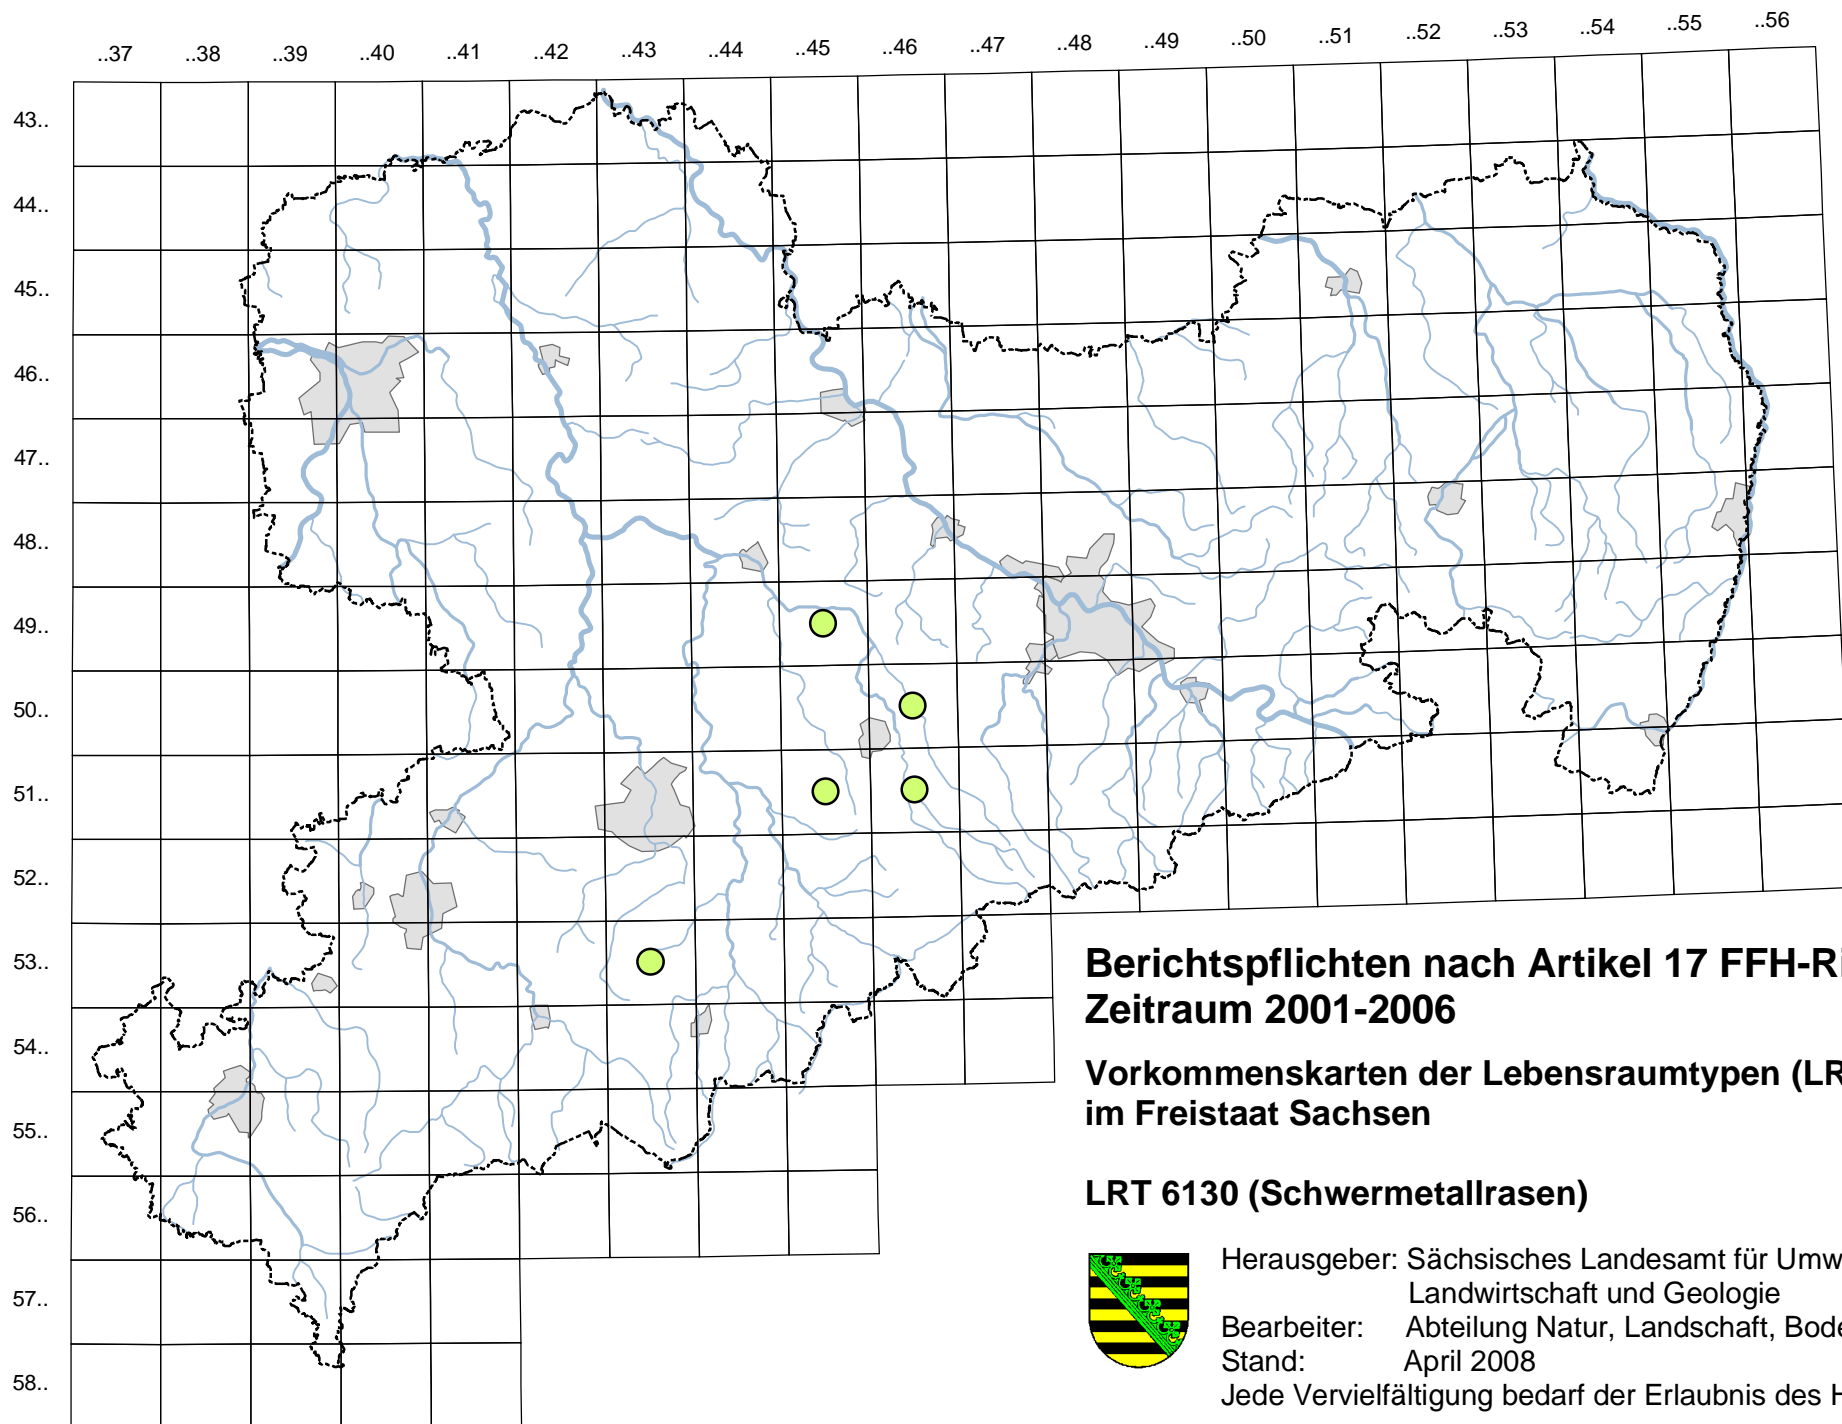 ..37 ..38 ..39 ..40 ..41 ..42 ..43 ..44 ..45 ..46 ..47 ..48 ..49 ..50 ..51 ..52 ..53 ..54 ..55 ..56
43..
44..
45..
46..
47..
48..
49..
50..
51..
52..
53..
54..
55..
56..
57..
58..
Berichtspflichten nach Artikel 17 FFH-Ri
Zeitraum 2001-2006
Vorkommenskarten der Lebensraumtypen (LR
im Freistaat Sachsen
LRT 6130 (Schwermetallrasen)
Herausgeber: Sächsisches Landesamt für Umw
Landwirtschaft und Geologie
Bearbeiter: Abteilung Natur, Landschaft, Bode
Stand: April 2008
Jede Vervielfältigung bedarf der Erlaubnis des H